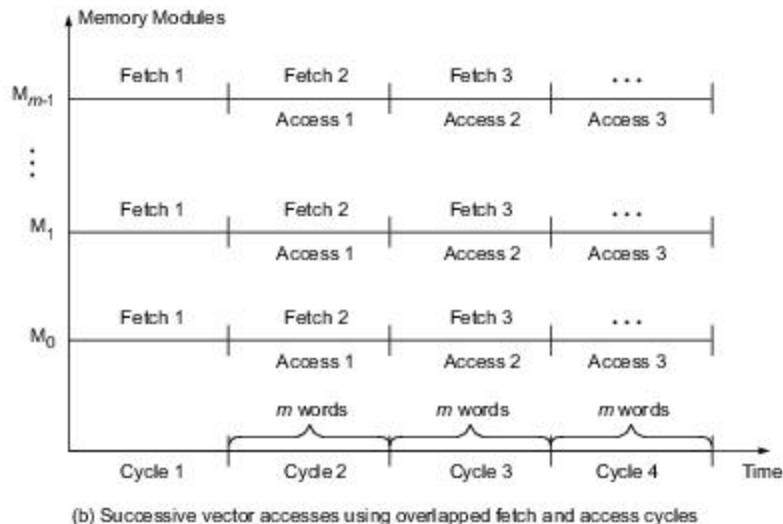 Memory Modules
Fetch 1 Fetch 2 Fetch 3 ...
M_{m-1}
Access 1 Access 2 Access 3
...
Fetch 1 Fetch 2 Fetch 3 ...
M_1
Access 1 Access 2 Access 3
Fetch 1 Fetch 2 Fetch 3 ...
M_0
Access 1 Access 2 Access 3
m words m words m words
Cycle 1 Cycle 2 Cycle 3 Cycle 4 Time
(b) Successive vector accesses using overlapped fetch and access cycles